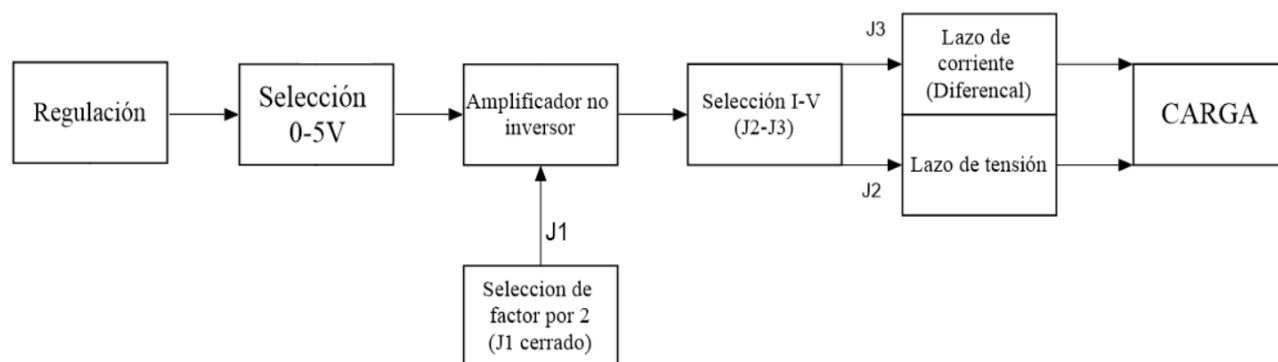 Regulación
Selección
0-5V
Amplificador no
inversor
J1
Seleccion de
factor por 2
(J1 cerrado)
Selección I-V
(J2-J3)
J3
Lazo de
corriente
(Diferencal)
J2
Lazo de tensión
CARGA